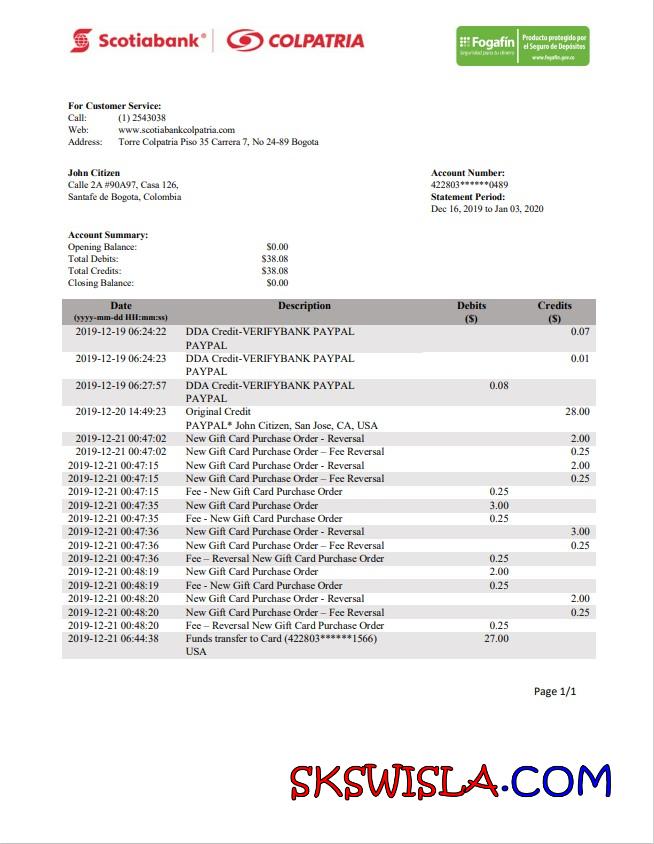 Scotiabank® | COLPATRIA
Fogafín
Seguridad para tu dinero
Producto protegido por
el Seguro de Depósitos
www.fogafin.gov.co
For Customer Service:
Call: (1) 2543038
Web: www.scotiabankcolpatria.com
Address: Torre Colpatria Piso 35 Carrera 7, No 24-89 Bogota
John Citizen
Calle 2A #90A97, Casa 126,
Santafe de Bogota, Colombia
Account Number:
422803******0489
Statement Period:
Dec 16, 2019 to Jan 03, 2020
Account Summary:
Opening Balance: $0.00
Total Debits: $38.08
Total Credits: $38.08
Closing Balance: $0.00
Date Description Debits Credits
(yyyy-mm-dd HH:mm:ss) ($) ($)
2019-12-19 06:24:22 DDA Credit-VERIFYBANK PAYPAL 0.07
PAYPAL
2019-12-19 06:24:23 DDA Credit-VERIFYBANK PAYPAL 0.01
PAYPAL
2019-12-19 06:27:57 DDA Credit-VERIFYBANK PAYPAL 0.08
PAYPAL
2019-12-20 14:49:23 Original Credit 28.00
PAYPAL* John Citizen, San Jose, CA, USA
2019-12-21 00:47:02 New Gift Card Purchase Order - Reversal 2.00
2019-12-21 00:47:02 New Gift Card Purchase Order – Fee Reversal 0.25
2019-12-21 00:47:15 New Gift Card Purchase Order - Reversal 2.00
2019-12-21 00:47:15 New Gift Card Purchase Order – Fee Reversal 0.25
2019-12-21 00:47:15 Fee - New Gift Card Purchase Order 0.25
2019-12-21 00:47:35 New Gift Card Purchase Order 3.00
2019-12-21 00:47:35 Fee - New Gift Card Purchase Order 0.25
2019-12-21 00:47:36 New Gift Card Purchase Order - Reversal 3.00
2019-12-21 00:47:36 New Gift Card Purchase Order – Fee Reversal 0.25
2019-12-21 00:47:36 Fee – Reversal New Gift Card Purchase Order 0.25
2019-12-21 00:48:19 New Gift Card Purchase Order 2.00
2019-12-21 00:48:19 Fee - New Gift Card Purchase Order 0.25
2019-12-21 00:48:20 New Gift Card Purchase Order - Reversal 2.00
2019-12-21 00:48:20 New Gift Card Purchase Order – Fee Reversal 0.25
2019-12-21 00:48:20 Fee – Reversal New Gift Card Purchase Order 0.25
2019-12-21 06:44:38 Funds transfer to Card (422803******1566) 27.00
USA
Page 1/1
SKSWISLA.COM